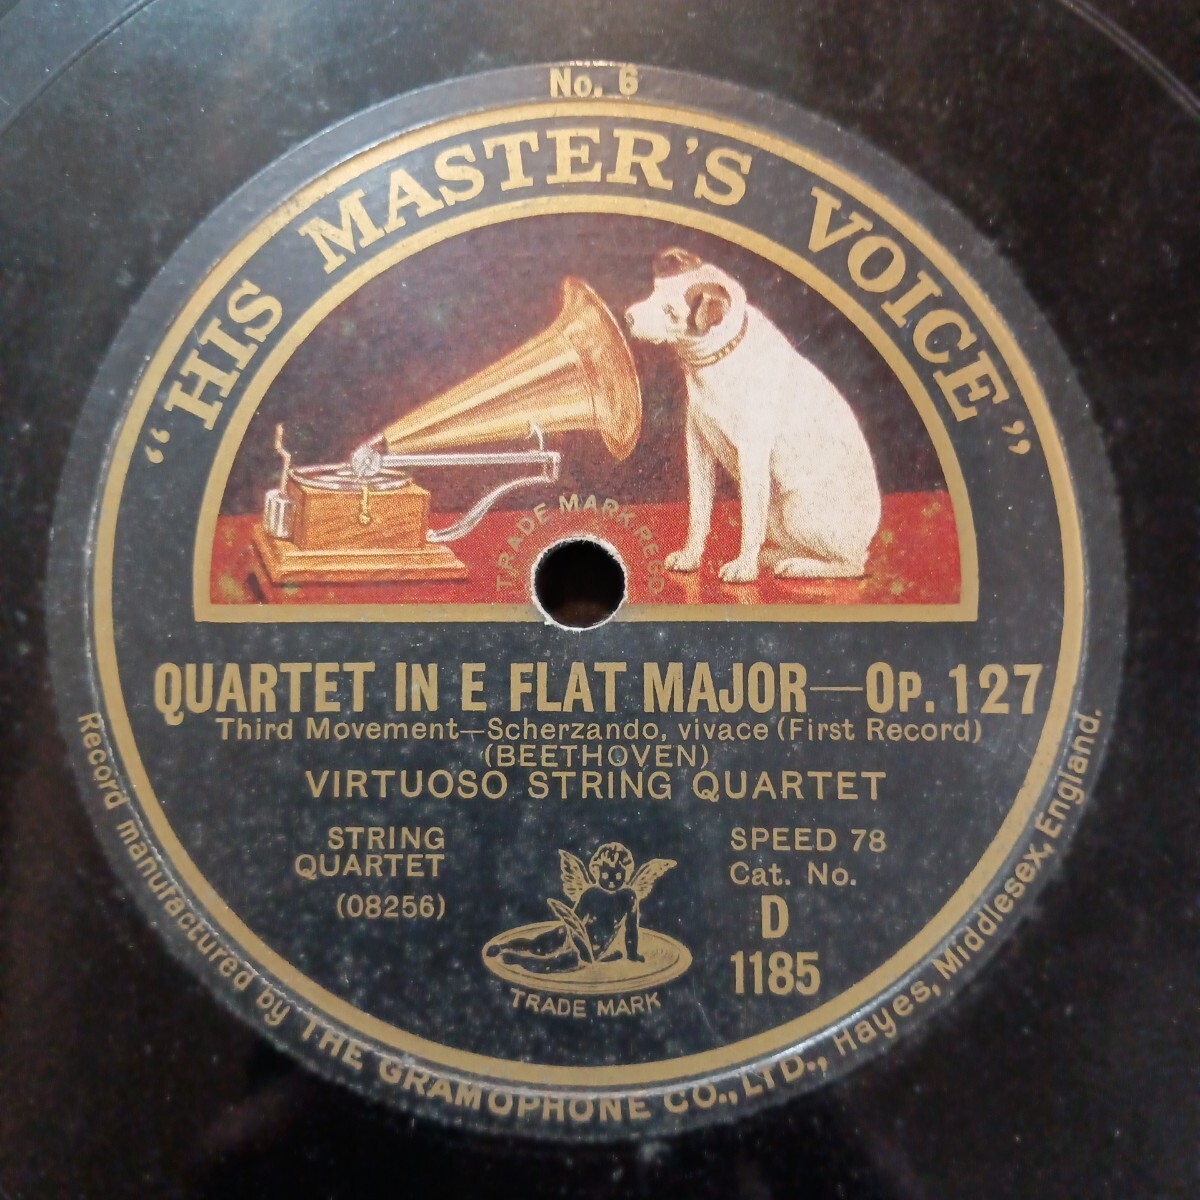 No. 6
"HIS MASTER'S VOICE"
TRADE MARK REGD
QUARTET IN E FLAT MAJOR—OP. 127
Third Movement—Scherzando, vivace (First Record)
(BEETHOVEN)
VIRTUOSO STRING QUARTET
STRING
QUARTET
(08256)
SPEED 78
Cat. No.
D
1185
TRADE MARK
Record manufactured by THE GRAMOPHONE CO., LTD., Hayes, Middlesex, England.